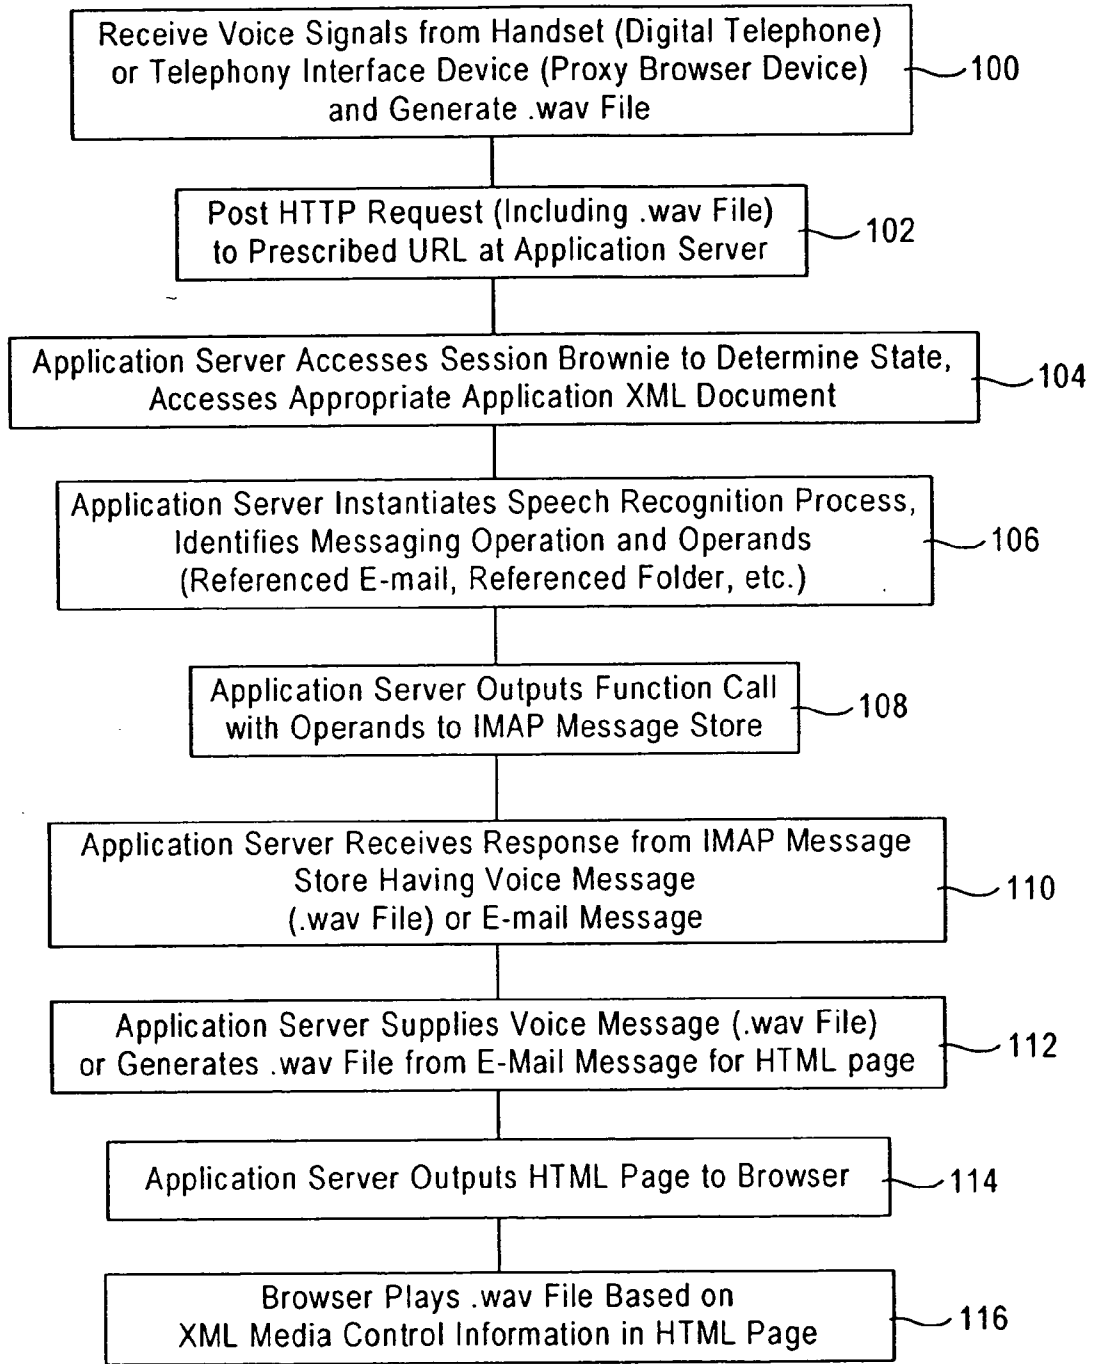 Receive Voice Signals from Handset (Digital Telephone)
or Telephony Interface Device (Proxy Browser Device)
and Generate .wav File
100
Post HTTP Request (Including .wav File)
to Prescribed URL at Application Server
102
Application Server Accesses Session Brownie to Determine State,
Accesses Appropriate Application XML Document
104
Application Server Instantiates Speech Recognition Process,
Identifies Messaging Operation and Operands
(Referenced E-mail, Referenced Folder, etc.)
106
Application Server Outputs Function Call
with Operands to IMAP Message Store
108
Application Server Receives Response from IMAP Message
Store Having Voice Message
(.wav File) or E-mail Message
110
Application Server Supplies Voice Message (.wav File)
or Generates .wav File from E-Mail Message for HTML page
112
Application Server Outputs HTML Page to Browser
114
Browser Plays .wav File Based on
XML Media Control Information in HTML Page
116